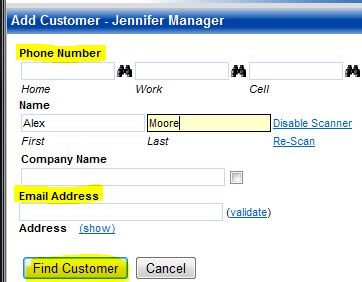 Add Customer - Jennifer Manager
Phone Number
Home Work Cell
Name
Alex Moore Disable Scanner
First Last Re-Scan
Company Name
Email Address
(validate)
Address (show)
Find Customer Cancel